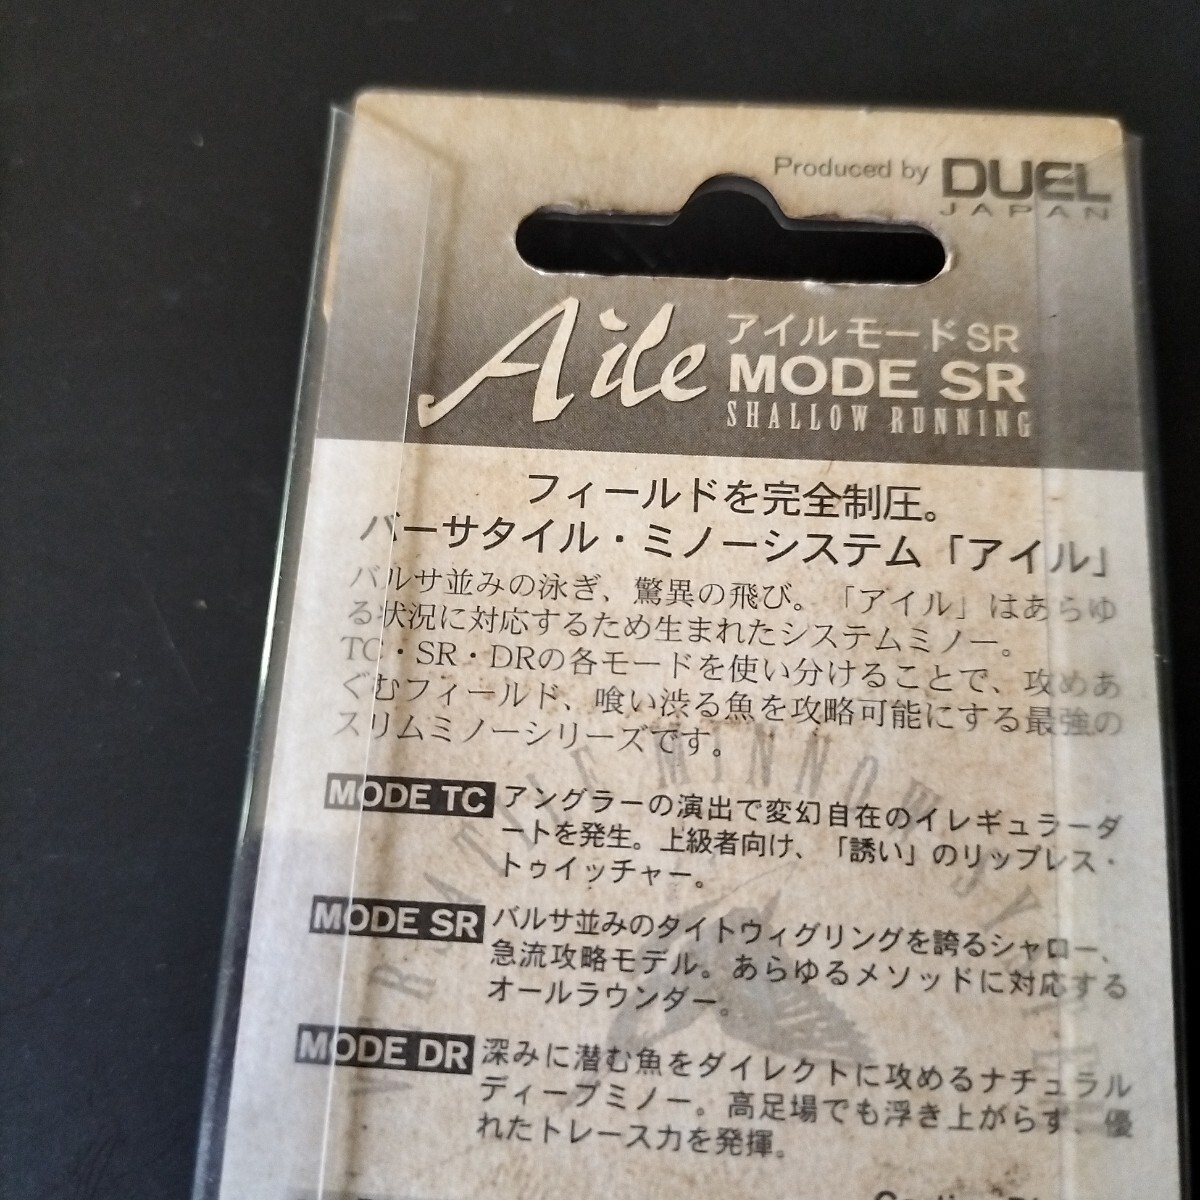 Produced by DUEL
JAPAN
Aile
アイル モード SR
MODE SR
SHALLOW RUNNING
フィールドを完全制圧。
バーサタイル・ミノーシステム「アイル」
バルサ並みの泳ぎ、驚異の飛び。「アイル」はあらゆ
る状況に対応するため生まれたシステムミノー。
TC・SR・DRの各モードを使い分けることで、攻めあ
ぐむフィールド、喰い渋る魚を攻略可能にする最強の
スリムミノーシリーズです。
MODE TC アングラーの演出で変幻自在のイレギュラーダ
ートを発生。上級者向け、「誘い」のリップレス・
トゥイッチャー。
MODE SR バルサ並みのタイトウィグリングを誇るシャロー、
急流攻略モデル。あらゆるメソッドに対応する
オールラウンダー。
MODE DR 深みに潜む魚をダイレクトに攻めるナチュラル
ディープミノー。高足場でも浮き上がらず、優
れたトレース力を発揮。